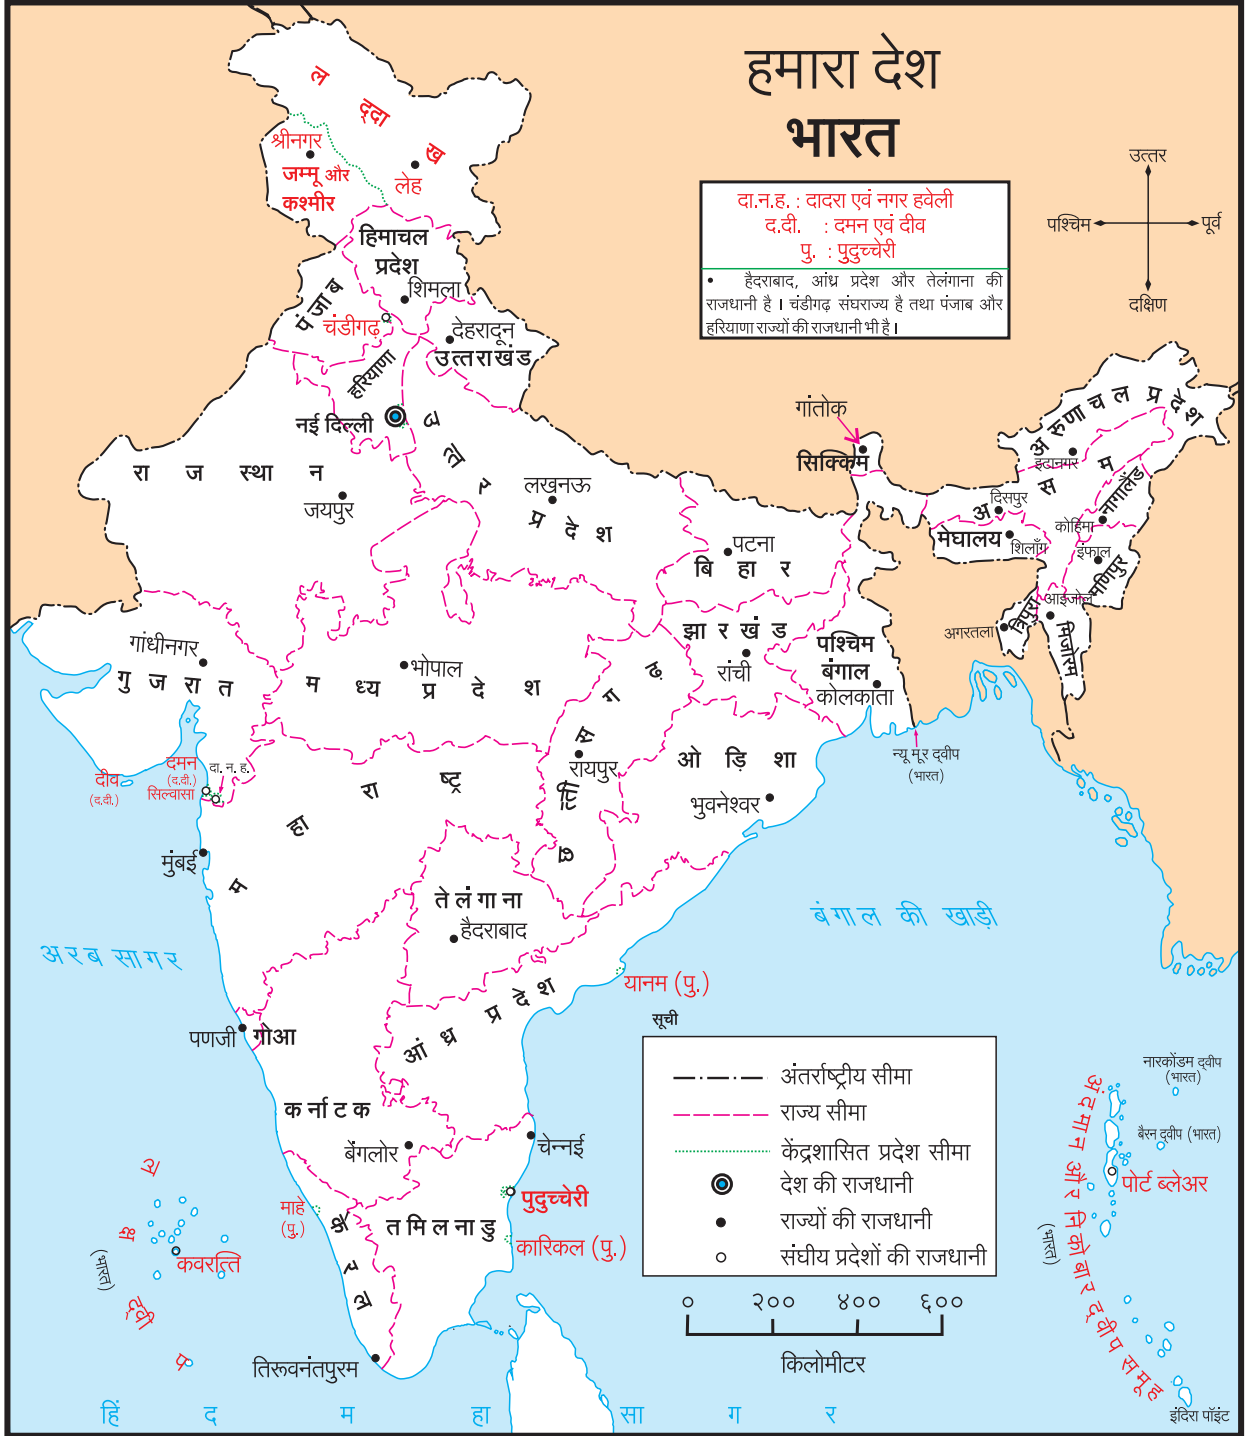 हमारा देश
भारत
उत्तर
पश्चिम
पूर्व
दक्षिण
दा.न.ह. : दादरा एवं नगर हवेली
द.दी. : दमन एवं दीव
पु. : पुदुच्चेरी
• हैदराबाद, आंध्र प्रदेश और तेलंगाना की
राजधानी है । चंडीगढ़ संघराज्य है तथा पंजाब और
हरियाणा राज्यों की राजधानी भी है ।
लद्दाख
श्रीनगर
जम्मू और
कश्मीर
लेह
हिमाचल
प्रदेश
शिमला
पंजाब
चंडीगढ़
देहरादून
उत्तराखंड
हरियाणा
नई दिल्ली
राजस्थान
जयपुर
उत्तर प्रदेश
लखनऊ
गांतोक
सिक्किम
अरुणाचल प्रदेश
इटानगर
असम
दिसपुर
नागालैंड
कोहिमा
मेघालय
शिलाँग
इंफाल
मणिपुर
आईजोल
त्रिपुरा
अगरतला
मिजोरम
पटना
बिहार
झारखंड
रांची
पश्चिम
बंगाल
कोलकाता
गांधीनगर
गुजरात
भोपाल
मध्य प्रदेश
छत्तीसगढ़
रायपुर
ओड़िशा
भुवनेश्वर
न्यू मूर द्वीप
(भारत)
दीव
(द.दी.)
दमन
(द.दी.)
सिल्वासा
दा. न. ह.
महाराष्ट्र
मुंबई
तेलंगाना
हैदराबाद
अरब सागर
बंगाल की खाड़ी
यानम (पु.)
पणजी
गोआ
आंध्र प्रदेश
कर्नाटक
बेंगलोर
चेन्नई
पुदुच्चेरी
माहे
(पु.)
केरल
तमिलनाडु
कारिकल (पु.)
तिरूवनंतपुरम
लक्षद्वीप
(भारत)
कवरत्ति
सूची
अंतर्राष्ट्रीय सीमा
राज्य सीमा
केंद्रशासित प्रदेश सीमा
देश की राजधानी
राज्यों की राजधानी
संघीय प्रदेशों की राजधानी
० २०० ४०० ६००
किलोमीटर
नारकोंडम द्वीप
(भारत)
बैरन द्वीप (भारत)
पोर्ट ब्लेअर
अंदमान और निकोबार द्वीप समूह
(भारत)
इंदिरा पॉइंट
हिंद महासागर